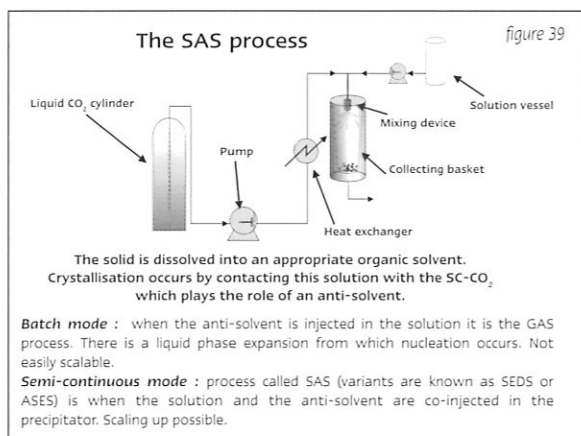 The SAS process
figure 39
Liquid CO₂ cylinder
Pump
Solution vessel
Mixing device
Collecting basket
Heat exchanger
The solid is dissolved into an appropriate organic solvent.
Crystallisation occurs by contacting this solution with the SC-CO₂
which plays the role of an anti-solvent.
Batch mode : when the anti-solvent is injected in the solution it is the GAS
process. There is a liquid phase expansion from which nucleation occurs. Not
easily scalable.
Semi-continuous mode : process called SAS (variants are known as SEDS or
ASES) is when the solution and the anti-solvent are co-injected in the
precipitator. Scaling up possible.